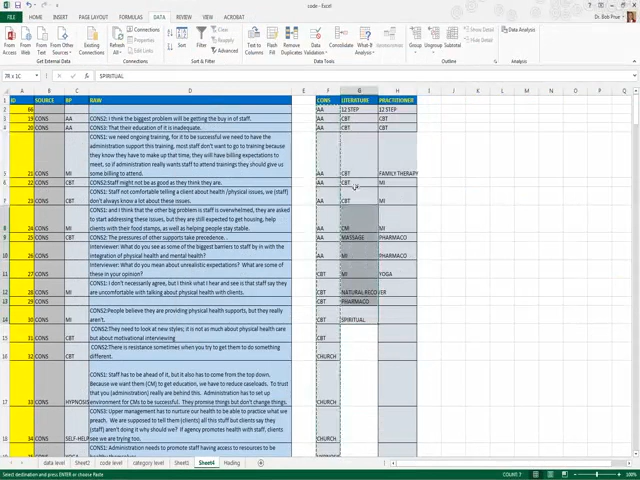 code - Excel
FILE HOME INSERT PAGE LAYOUT FORMULAS DATA REVIEW VIEW ACROBAT Dr. Bob Prue
From Access From Web From Text From Other Sources Existing Connections Refresh All Connections Properties Edit Links Sort Filter Clear Reapply Advanced Text to Columns Flash Fill Remove Duplicates Data Validation Consolidate What-If Analysis Group Ungroup Subtotal Show Detail Hide Detail Data Analysis
Get External Data Connections Sort & Filter Data Tools Outline Analysis
7R x 1C SPIRITUAL
A B C D E F G H I J K L M N
1 ID SOURCE BP RAW CONS LITERATURE PRACTITIONER
2 66 AA 12 STEP 12 STEP
3 19 CONS AA CONS2: I think the biggest problem will be getting the buy in of staff. AA CBT CBT
4 20 CONS AA CONS3: That their education of it is inadequate. AA CBT CBT
CONS1: we need ongoing training, for to be successful we need to have the
administration support this training, most staff don't want to go to training because
they know they have to make up that time, they will have billing expectations to
meet, so if administration really wants staff to attend trainings they should give us
5 21 CONS MI some billing to attend. AA CBT FAMILY THERAPY
6 22 CONS CBT CONS2:Staff might not be as good as they think they are. AA CBT MI
CONS1: Staff not comfortable telling a client about health /physical issues, we (staff)
7 23 CONS MI don't always know a lot about these issues. AA CBT MI
CONS1: and I think that the other big problem is staff is overwhelmed, they are asked
to start addressing these issues, but they are still expected to get housing, help
8 24 CONS MI clients with their food stamps, as well as helping people stay stable. AA CM MI
9 25 CONS CBT CONS2: The pressures of other supports take precedence. . AA MASSAGE PHARMACO
Interviewer: What do you see as some of the biggest barriers to staff by in with the
10 26 CONS MI integration of physical health and mental health? AA MI PHARMACO
Interviewer: What do you mean about unrealistic expectations? What are some of
11 27 CONS MI these in your opinion? CBT MI YOGA
CONS1: I don't necessarily agree, but I think what I hear and see is that staff say they
12 28 CONS MI are uncomfortable with talking about physical health with clients. CBT NATURAL RECOVER
13 29 CONS CBT PHARMACO
CONS2:People believe they are providing physical health supports, but they really
14 30 CONS MI aren't. CBT SPIRITUAL
CONS2:They need to look at new styles; it is not as much about physical health care
15 31 CONS CBT but about motivational interviewing CBT
CONS2:There is resistance sometimes when you try to get them to do something
16 32 CONS different. CHURCH
CONS1: Staff has to be ahead of it, but it also has to come from the top down.
Because we want them (CM) to get education, we have to reduce caseloads. To trust
that you (administration) really are behind this. Administration has to set up
17 33 CONS HYPNOSIS environment for CMs to be successful. They promise things but don't change things. CHURCH
CONS3: Upper management has to nurture our health to be able to practice what we
preach. We are supposed to tell them (clients) all this stuff but clients say they
(staff) aren't doing it so why should we. If agency promotes health with staff, clients
18 34 CONS SELF-HELP see we are trying too. CHURCH
CONS1: Administration needs to promote staff having access to resources to be
data level Sheet2 code level category level Sheet1 Sheet4 Hading
Select destination and press ENTER or choose Paste COUNT: 7 100%